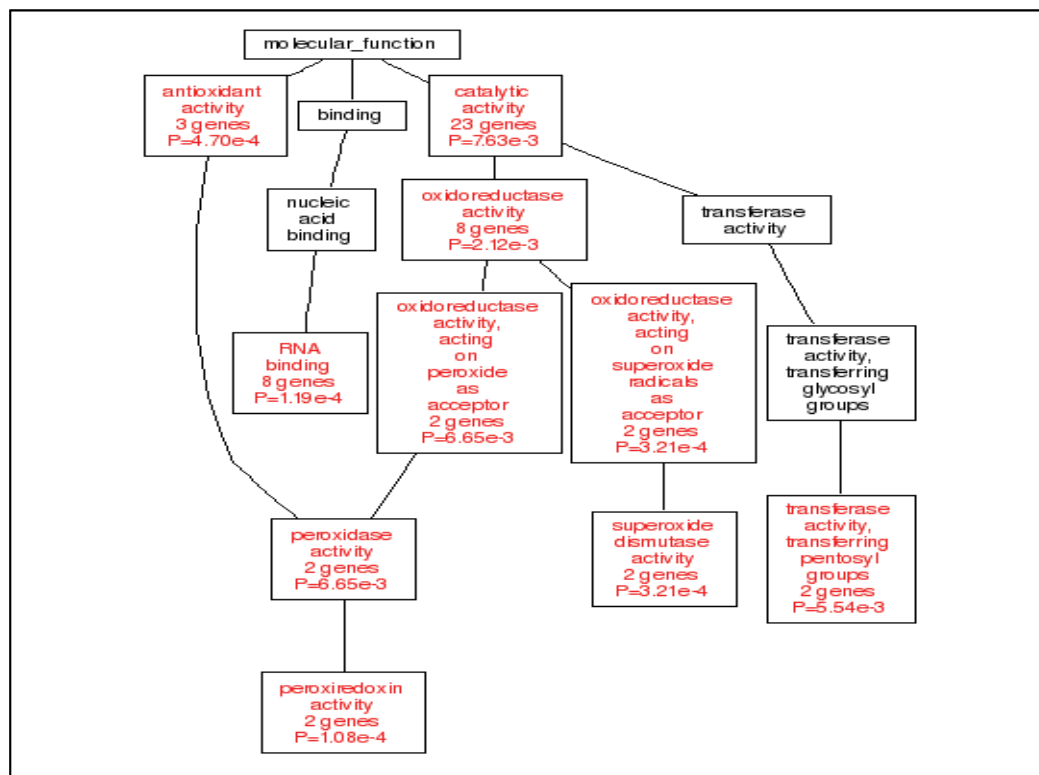 molecular_function
antioxidant
activity
3 genes
P=4.70e-4
binding
catalytic
activity
23 genes
P=7.63e-3
nucleic
acid
binding
oxidoreductase
activity
8 genes
P=2.12e-3
transferase
activity
RNA
binding
8 genes
P=1.19e-4
oxidoreductase
activity,
acting
on
peroxide
as
acceptor
2 genes
P=6.65e-3
oxidoreductase
activity,
acting
on
superoxide
radicals
as
acceptor
2 genes
P=3.21e-4
transferase
activity,
transferring
glycosyl
groups
peroxidase
activity
2 genes
P=6.65e-3
superoxide
dismutase
activity
2 genes
P=3.21e-4
transferase
activity,
transferring
pentosyl
groups
2 genes
P=5.54e-3
peroxiredoxin
activity
2 genes
P=1.08e-4